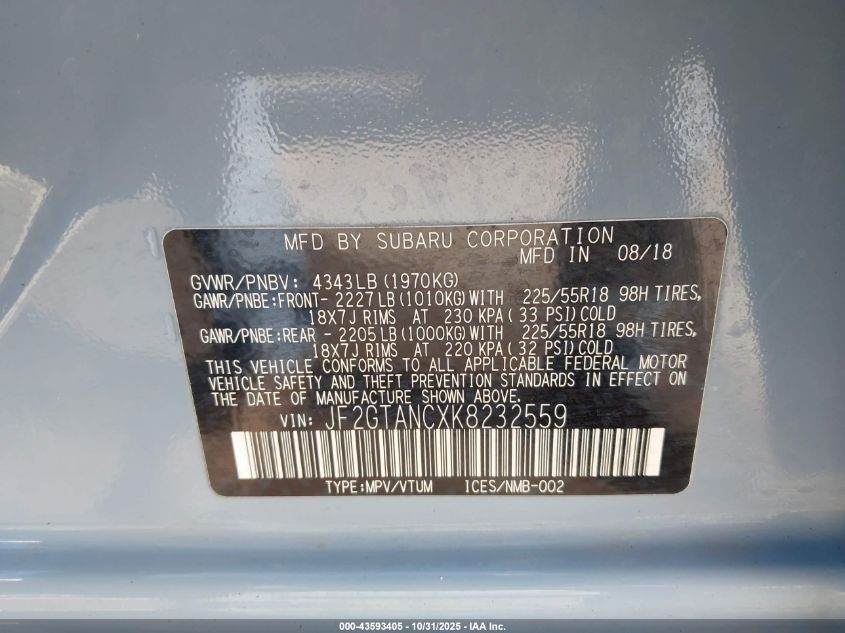 MFD BY SUBARU CORPORATION
MFD IN 08/18
GVWR/PNBV: 4343LB (1970KG)
GAWR/PNBE:FRONT- 2227LB (1010KG) WITH 225/55R18 98H TIRES,
18X7J RIMS AT 230 KPA ( 33 PSI) COLD
GAWR/PNBE:REAR - 2205LB (1000KG) WITH 225/55R18 98H TIRES,
18X7J RIMS AT 220 KPA ( 32 PSI) COLD
THIS VEHICLE CONFORMS TO ALL APPLICABLE FEDERAL MOTOR
VEHICLE SAFETY AND THEFT PREVENTION STANDARDS IN EFFECT ON
THE DATE OF MANUFACTURE SHOWN ABOVE.
VIN: JF2GTANCXK8232559
TYPE:MPV/VTUM ICES/NMB-002
000-43593405 - 10/31/2025 - IAA Inc.